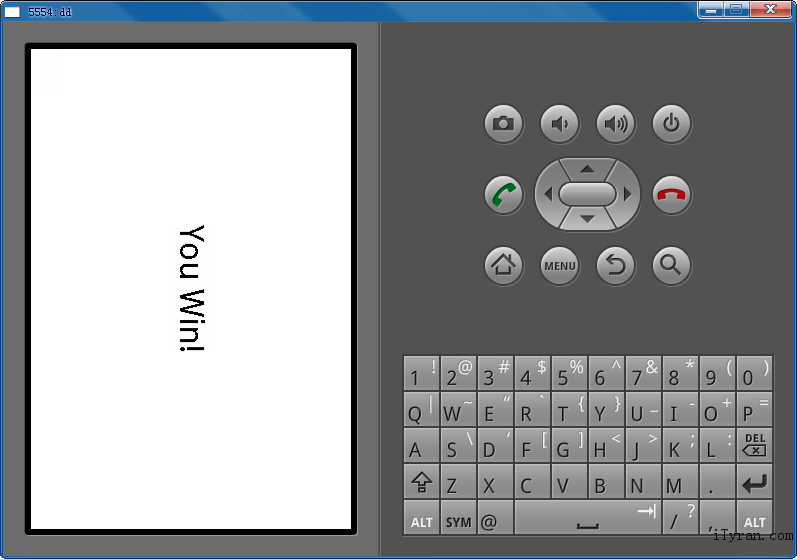 5554:dd
You Win!
MENU
1 ! 2 @ 3 # 4 $ 5 % 6 ^ 7 & 8 * 9 ( 0 )
Q | W ~ E “ R ` T { Y } U _ I - O + P =
A S \ D ‘ F [ G ] H < J > K ; L : DEL
Z X C V B N M .
ALT SYM @ / ? , ALT
iTyran.com